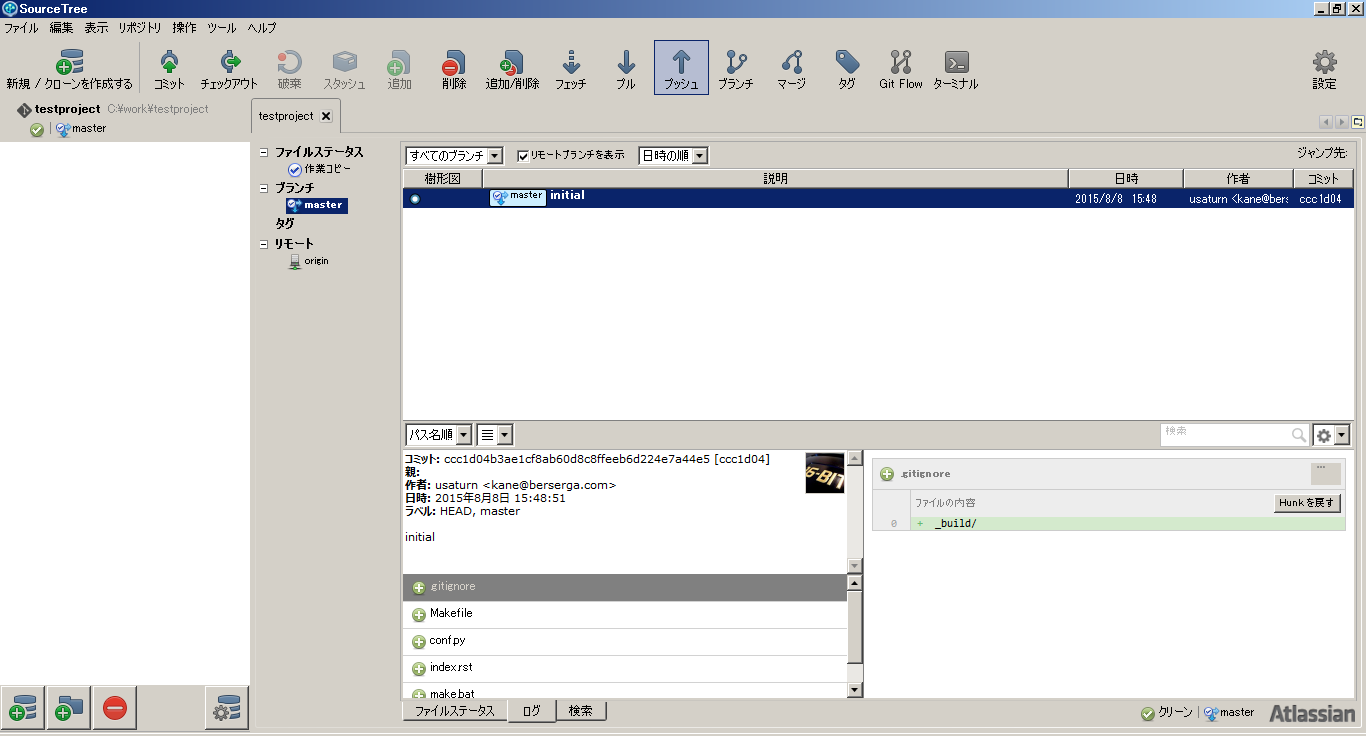 SourceTree
ファイル 編集 表示 リポジトリ 操作 ツール ヘルプ
新規 / クローンを作成する コミット チェックアウト 破棄 スタッシュ 追加 削除 追加/削除 フェッチ プル プッシュ ブランチ マージ タグ Git Flow ターミナル 設定
testproject C:¥work¥testproject
master
testproject
ファイルステータス
作業コピー
ブランチ
master
タグ
リモート
origin
すべてのブランチ リモートブランチを表示 日時の順 ジャンプ先:
樹形図 説明 日時 作者 コミット
master initial 2015/8/8 15:48 usaturn <kane@bers ccc1d04
パス名順 検索
コミット: ccc1d04b3ae1cf8ab60d8c8ffeeb6d224e7a44e5 [ccc1d04]
親:
作者: usaturn <kane@berserga.com>
日時: 2015年8月8日 15:48:51
ラベル: HEAD, master
initial
.gitignore
Makefile
conf.py
index.rst
make.bat
.gitignore
ファイルの内容 Hunk を戻す
0 + _build/
ファイルステータス ログ 検索
クリーン master Atlassian